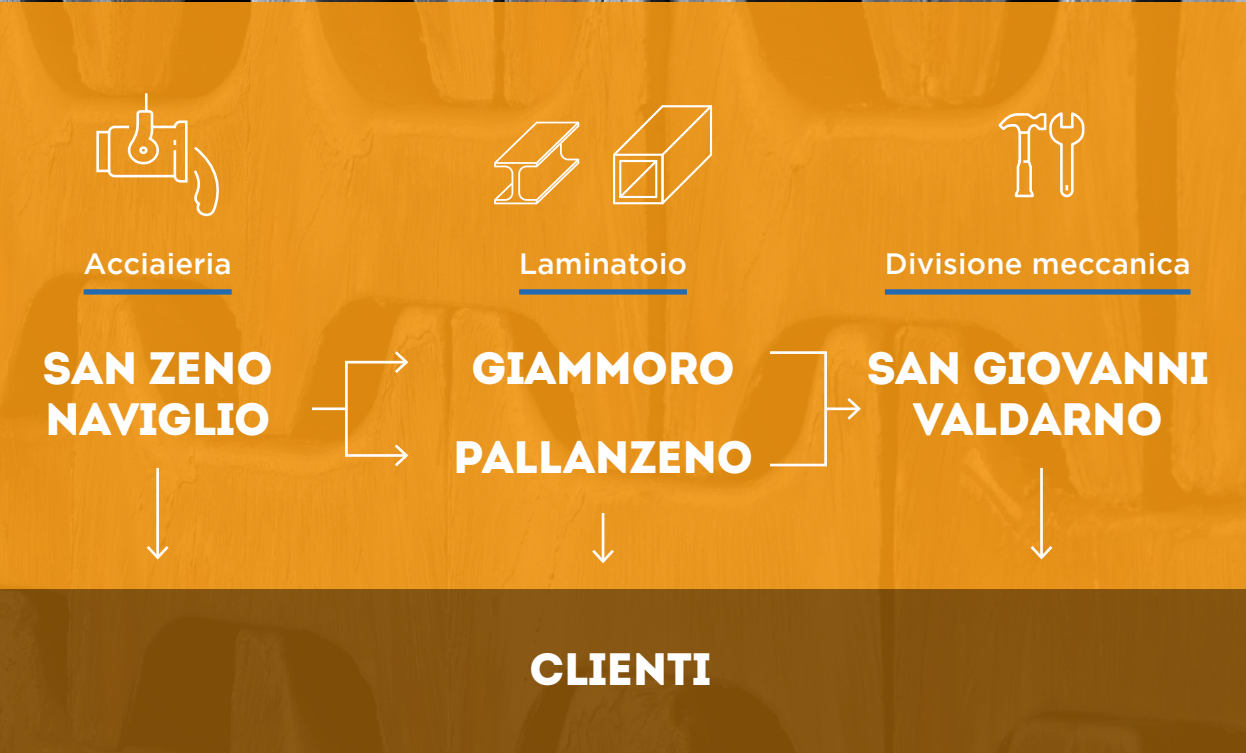 Acciaieria
SAN ZENO
NAVIGLIO
Laminatoio
GIAMMORO
PALLANZENO
Divisione meccanica
SAN GIOVANNI
VALDARNO
CLIENTI